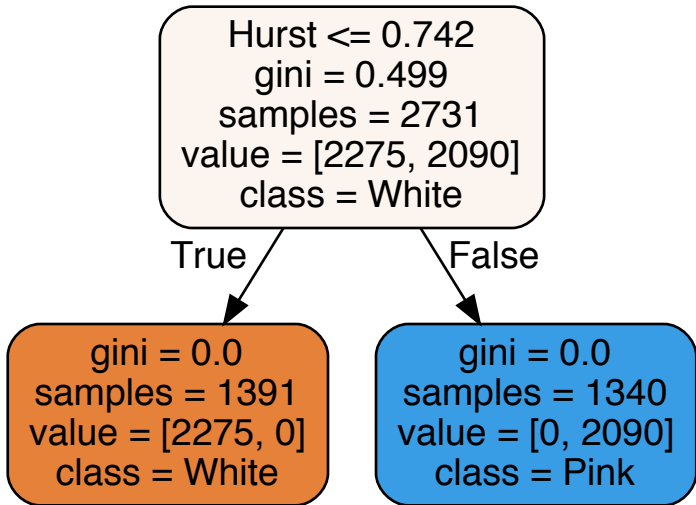 Hurst <= 0.742
gini = 0.499
samples = 2731
value = [2275, 2090]
class = White
True
False
gini = 0.0
samples = 1391
value = [2275, 0]
class = White
gini = 0.0
samples = 1340
value = [0, 2090]
class = Pink